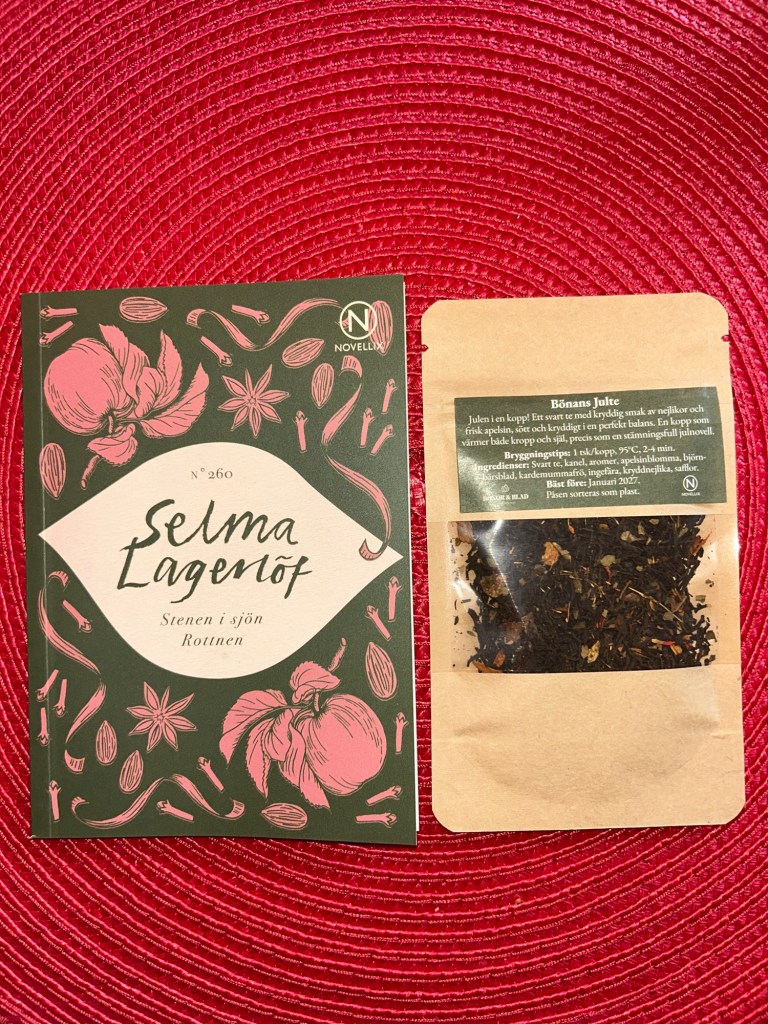 NOVELLIX
N° 260
Selma
Lagerlöf
Stenen i sjön
Rottnen
Bönans Julte
Julen i en kopp! Ett svart te med kryddig smak av nejlikor och
frisk apelsin, sött och kryddigt i en perfekt balans. En kopp som
värmer både kropp och själ, precis som en stämningsfull julnovell.
Bryggningstips: 1 tsk/kopp, 95°C, 2-4 min.
Ingredienser: Svart te, kanel, aromer, apelsinblomma, björn-
bärsblad, kardemummafrö, ingefära, kryddnejlika, safflor.
Bäst före: Januari 2027.
Påsen sorteras som plast.
& BLAD
NOVELLIX